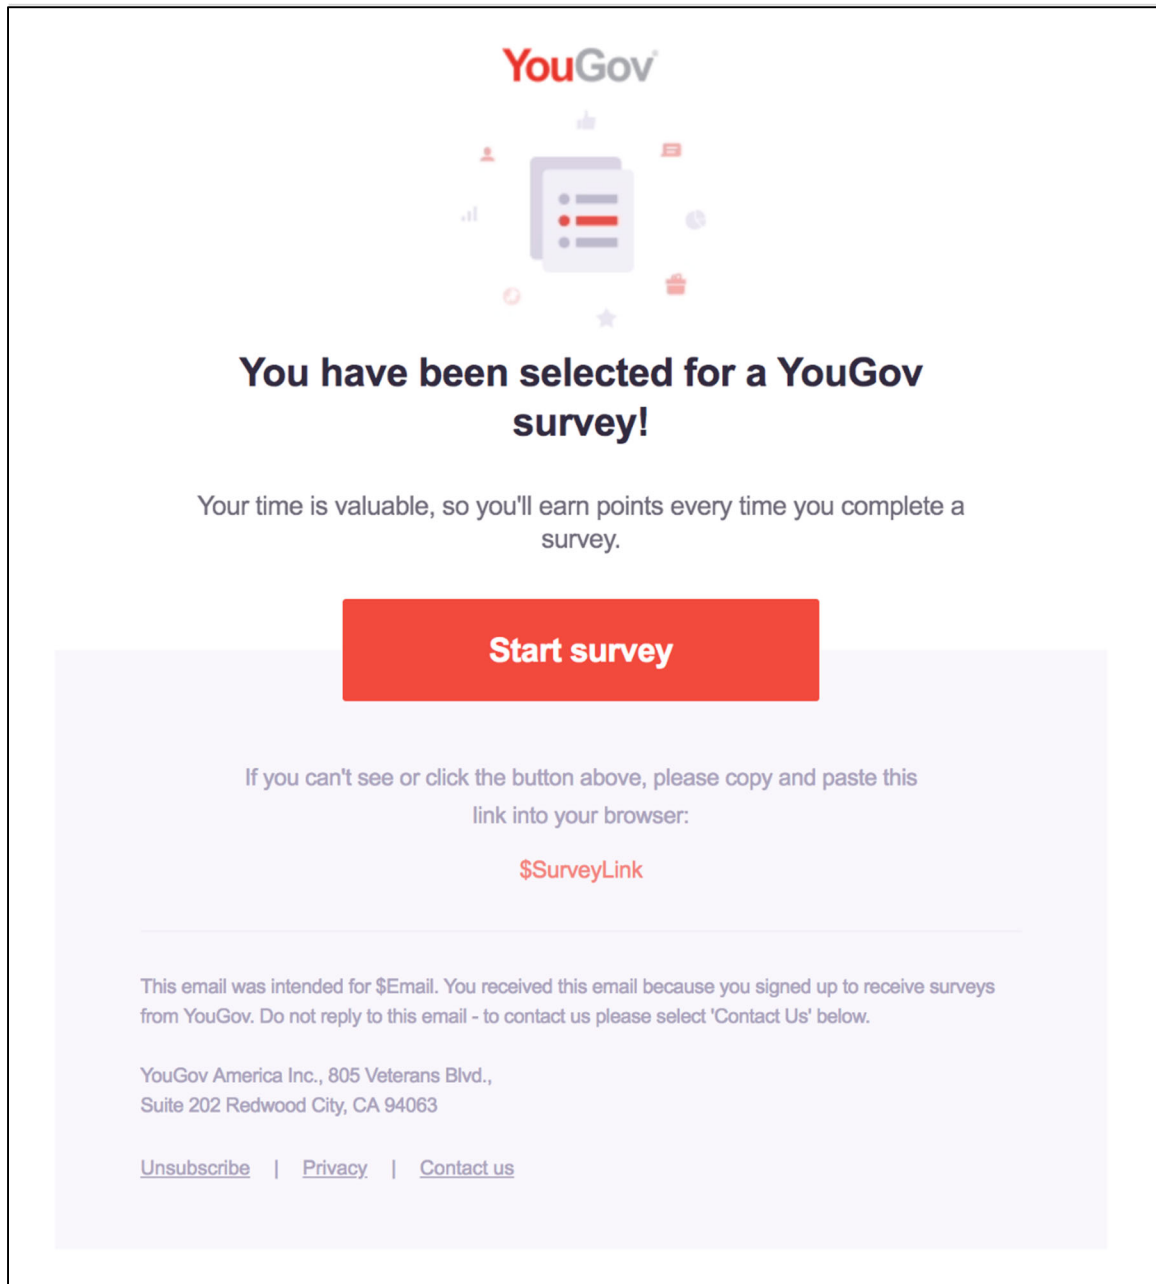 YouGov
You have been selected for a YouGov
survey!
Your time is valuable, so you'll earn points every time you complete a
survey.
Start survey
If you can't see or click the button above, please copy and paste this
link into your browser:
$SurveyLink
This email was intended for $Email. You received this email because you signed up to receive surveys
from YouGov. Do not reply to this email - to contact us please select 'Contact Us' below.
YouGov America Inc., 805 Veterans Blvd.,
Suite 202 Redwood City, CA 94063
Unsubscribe | Privacy | Contact us